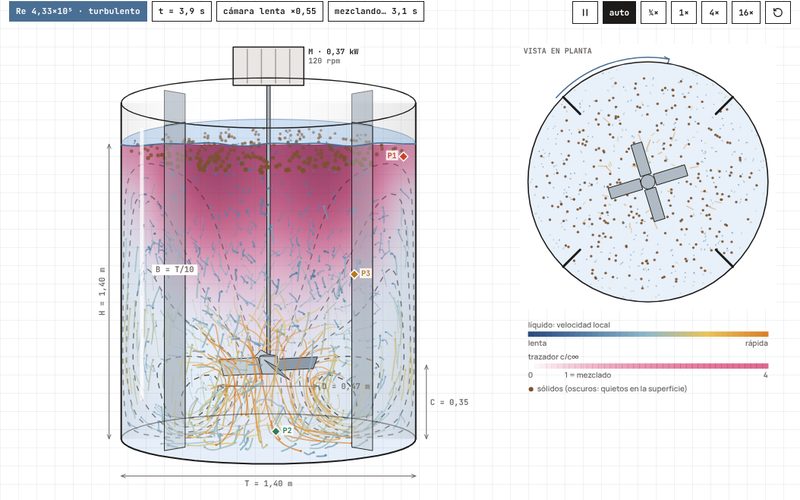 Re 4,33×10⁵ · turbulento
t = 3,9 s
cámara lenta ×0,55
mezclando… 3,1 s
auto
¼×
1×
4×
16×
M · 0,37 kW
120 rpm
VISTA EN PLANTA
P1
B = T/10
P3
H = 1,40 m
D = 0,47 m
C = 0,35
P2
T = 1,40 m
líquido: velocidad local
lenta
rápida
trazador c/c∞
0
1 = mezclado
4
sólidos (oscuros: quietos en la superficie)